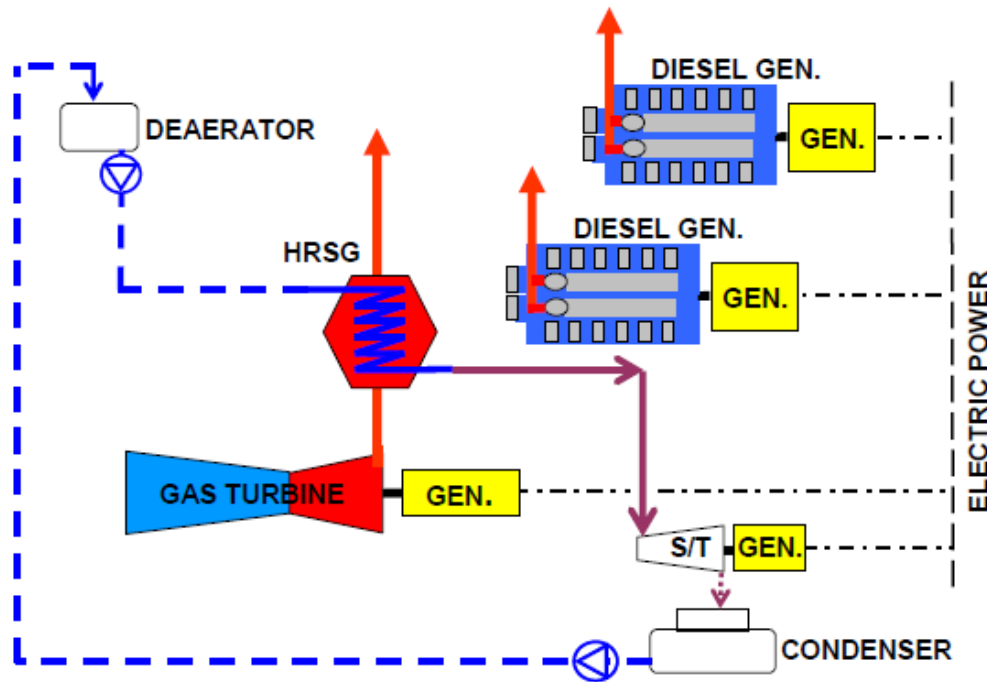 DIESEL GEN.
DEAERATOR
GEN.
DIESEL GEN.
HRSG
GEN.
ELECTRIC POWER
GAS TURBINE
GEN.
S/T
GEN.
CONDENSER